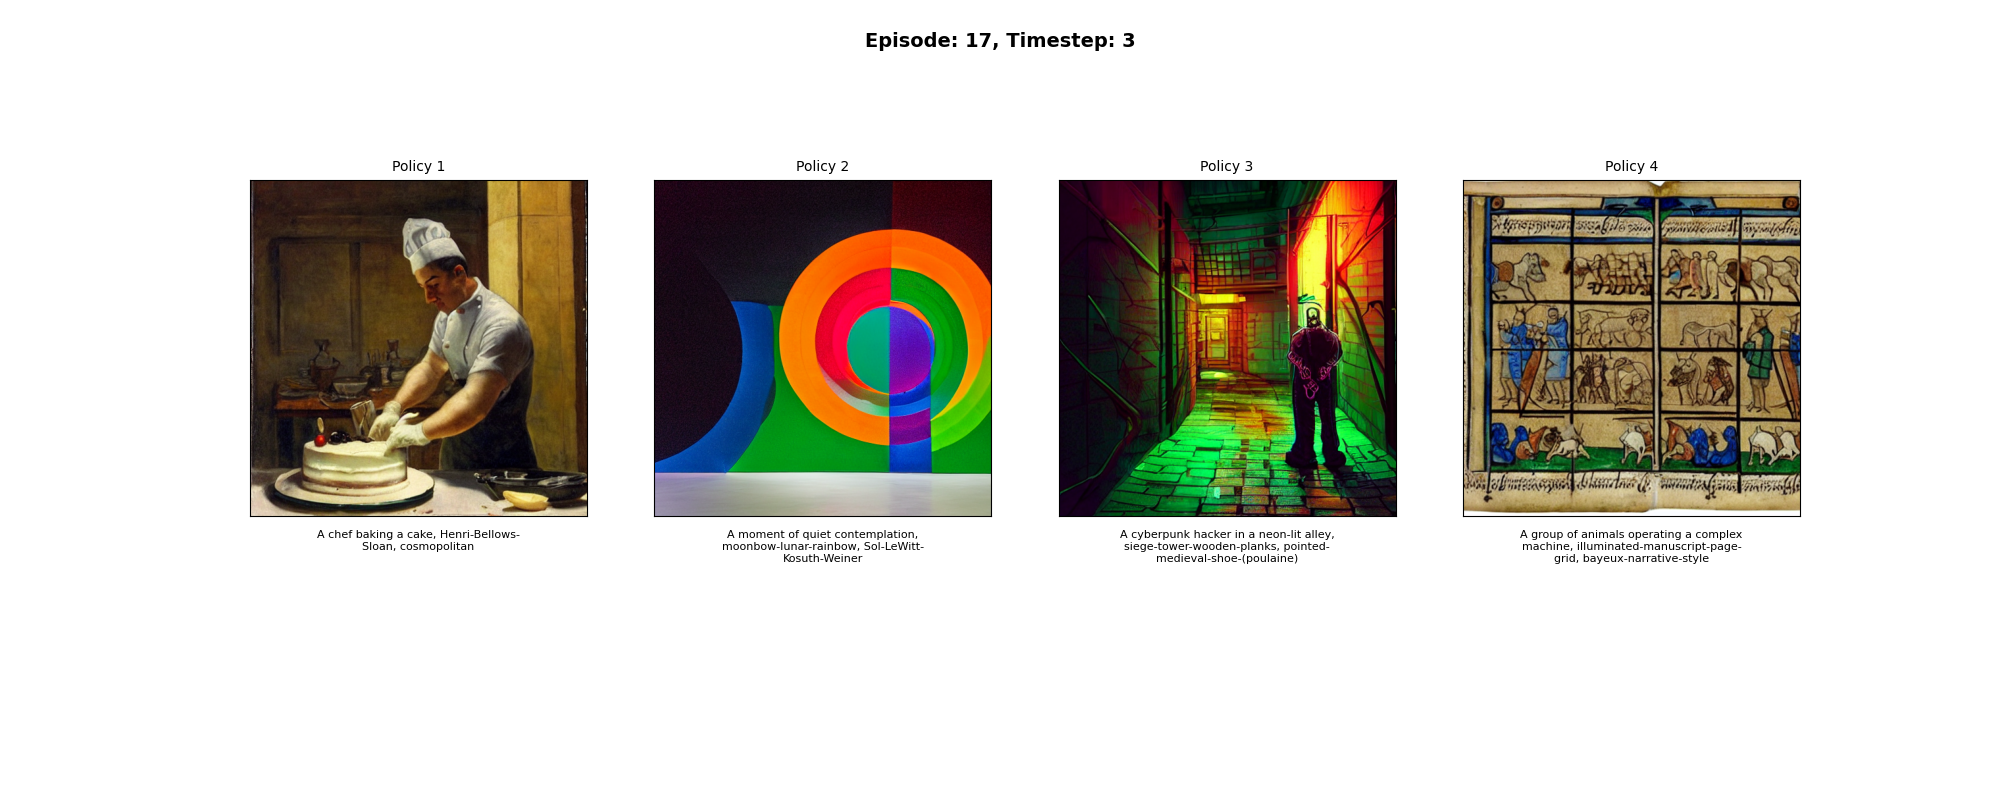 Episode: 17, Timestep: 3
Policy 1
Policy 2
Policy 3
Policy 4
A chef baking a cake, Henri-Bellows-
Sloan, cosmopolitan
A moment of quiet contemplation,
moonbow-lunar-rainbow, Sol-LeWitt-
Kosuth-Weiner
A cyberpunk hacker in a neon-lit alley,
siege-tower-wooden-planks, pointed-
medieval-shoe-(poulaine)
A group of animals operating a complex
machine, illuminated-manuscript-page-
grid, bayeux-narrative-style